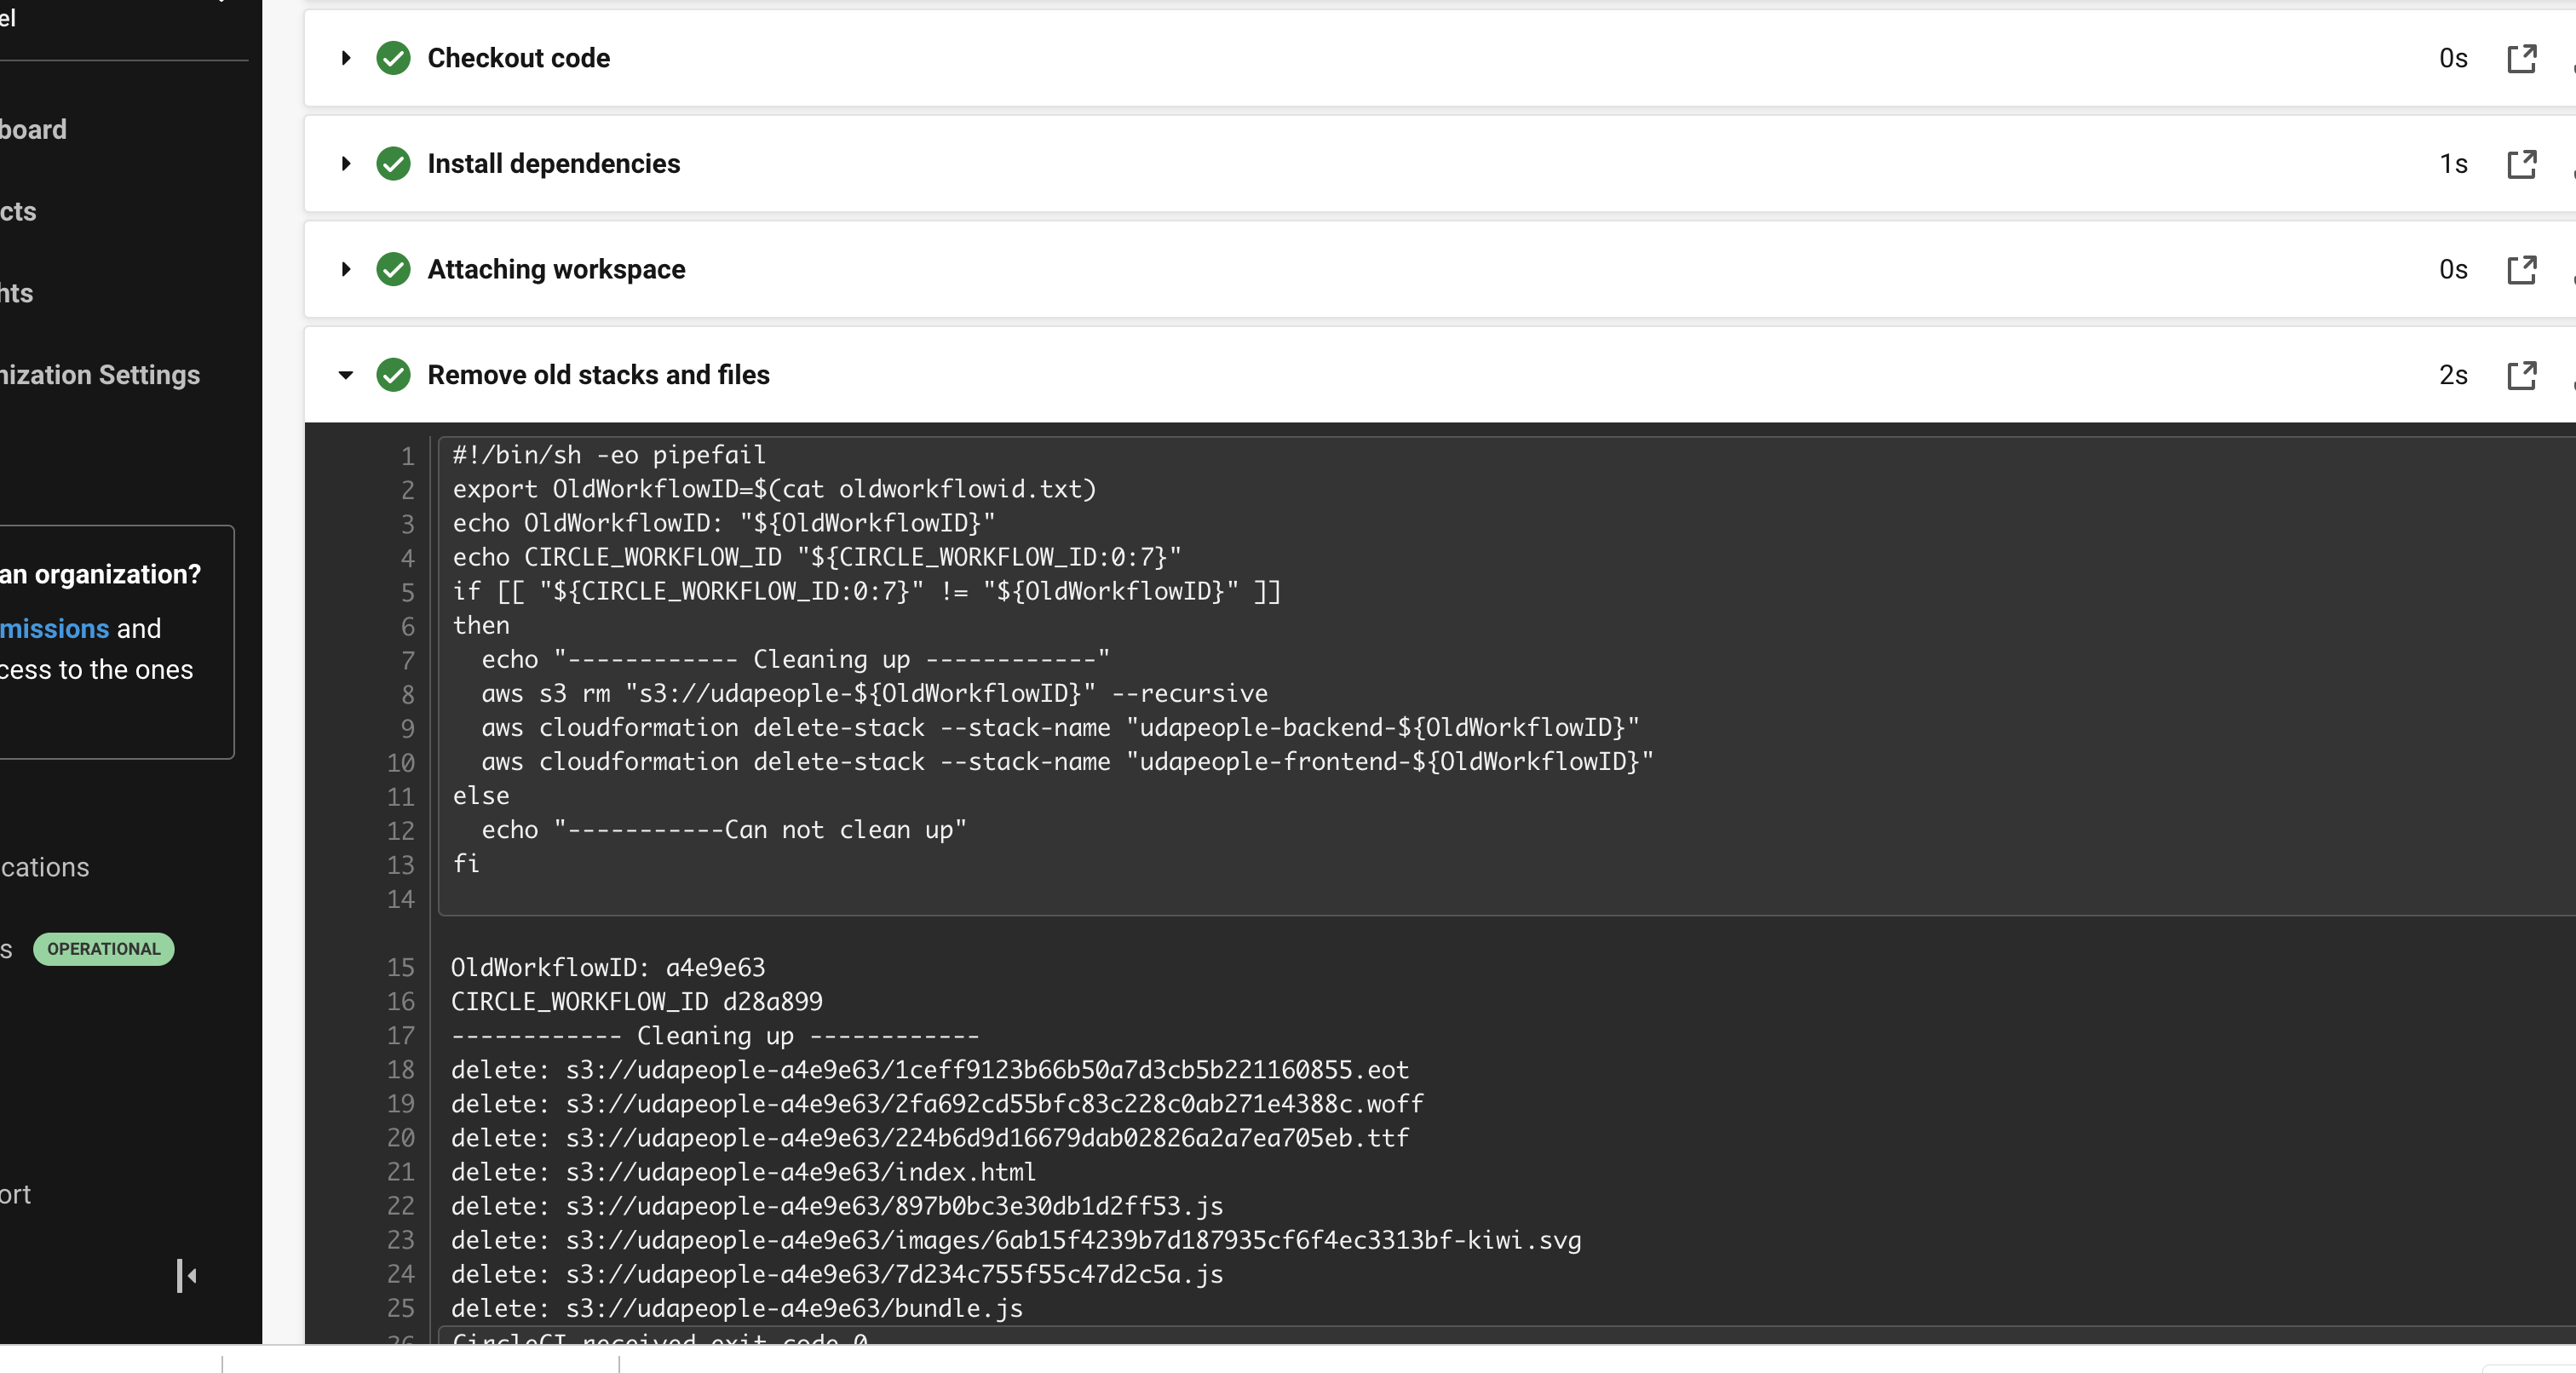 el
board
cts
hts
nization Settings
an organization?
missions and
cess to the ones
cations
s OPERATIONAL
ort
Checkout code 0s
Install dependencies 1s
Attaching workspace 0s
Remove old stacks and files 2s
1 #!/bin/sh -eo pipefail
2 export OldWorkflowID=$(cat oldworkflowid.txt)
3 echo OldWorkflowID: "${OldWorkflowID}"
4 echo CIRCLE_WORKFLOW_ID "${CIRCLE_WORKFLOW_ID:0:7}"
5 if [[ "${CIRCLE_WORKFLOW_ID:0:7}" != "${OldWorkflowID}" ]]
6 then
7   echo "------------ Cleaning up ------------"
8   aws s3 rm "s3://udapeople-${OldWorkflowID}" --recursive
9   aws cloudformation delete-stack --stack-name "udapeople-backend-${OldWorkflowID}"
10   aws cloudformation delete-stack --stack-name "udapeople-frontend-${OldWorkflowID}"
11 else
12   echo "-----------Can not clean up"
13 fi
14
15 OldWorkflowID: a4e9e63
16 CIRCLE_WORKFLOW_ID d28a899
17 ------------ Cleaning up ------------
18 delete: s3://udapeople-a4e9e63/1ceff9123b66b50a7d3cb5b221160855.eot
19 delete: s3://udapeople-a4e9e63/2fa692cd55bfc83c228c0ab271e4388c.woff
20 delete: s3://udapeople-a4e9e63/224b6d9d16679dab02826a2a7ea705eb.ttf
21 delete: s3://udapeople-a4e9e63/index.html
22 delete: s3://udapeople-a4e9e63/897b0bc3e30db1d2ff53.js
23 delete: s3://udapeople-a4e9e63/images/6ab15f4239b7d187935cf6f4ec3313bf-kiwi.svg
24 delete: s3://udapeople-a4e9e63/7d234c755f55c47d2c5a.js
25 delete: s3://udapeople-a4e9e63/bundle.js
26 CircleCI received exit code 0